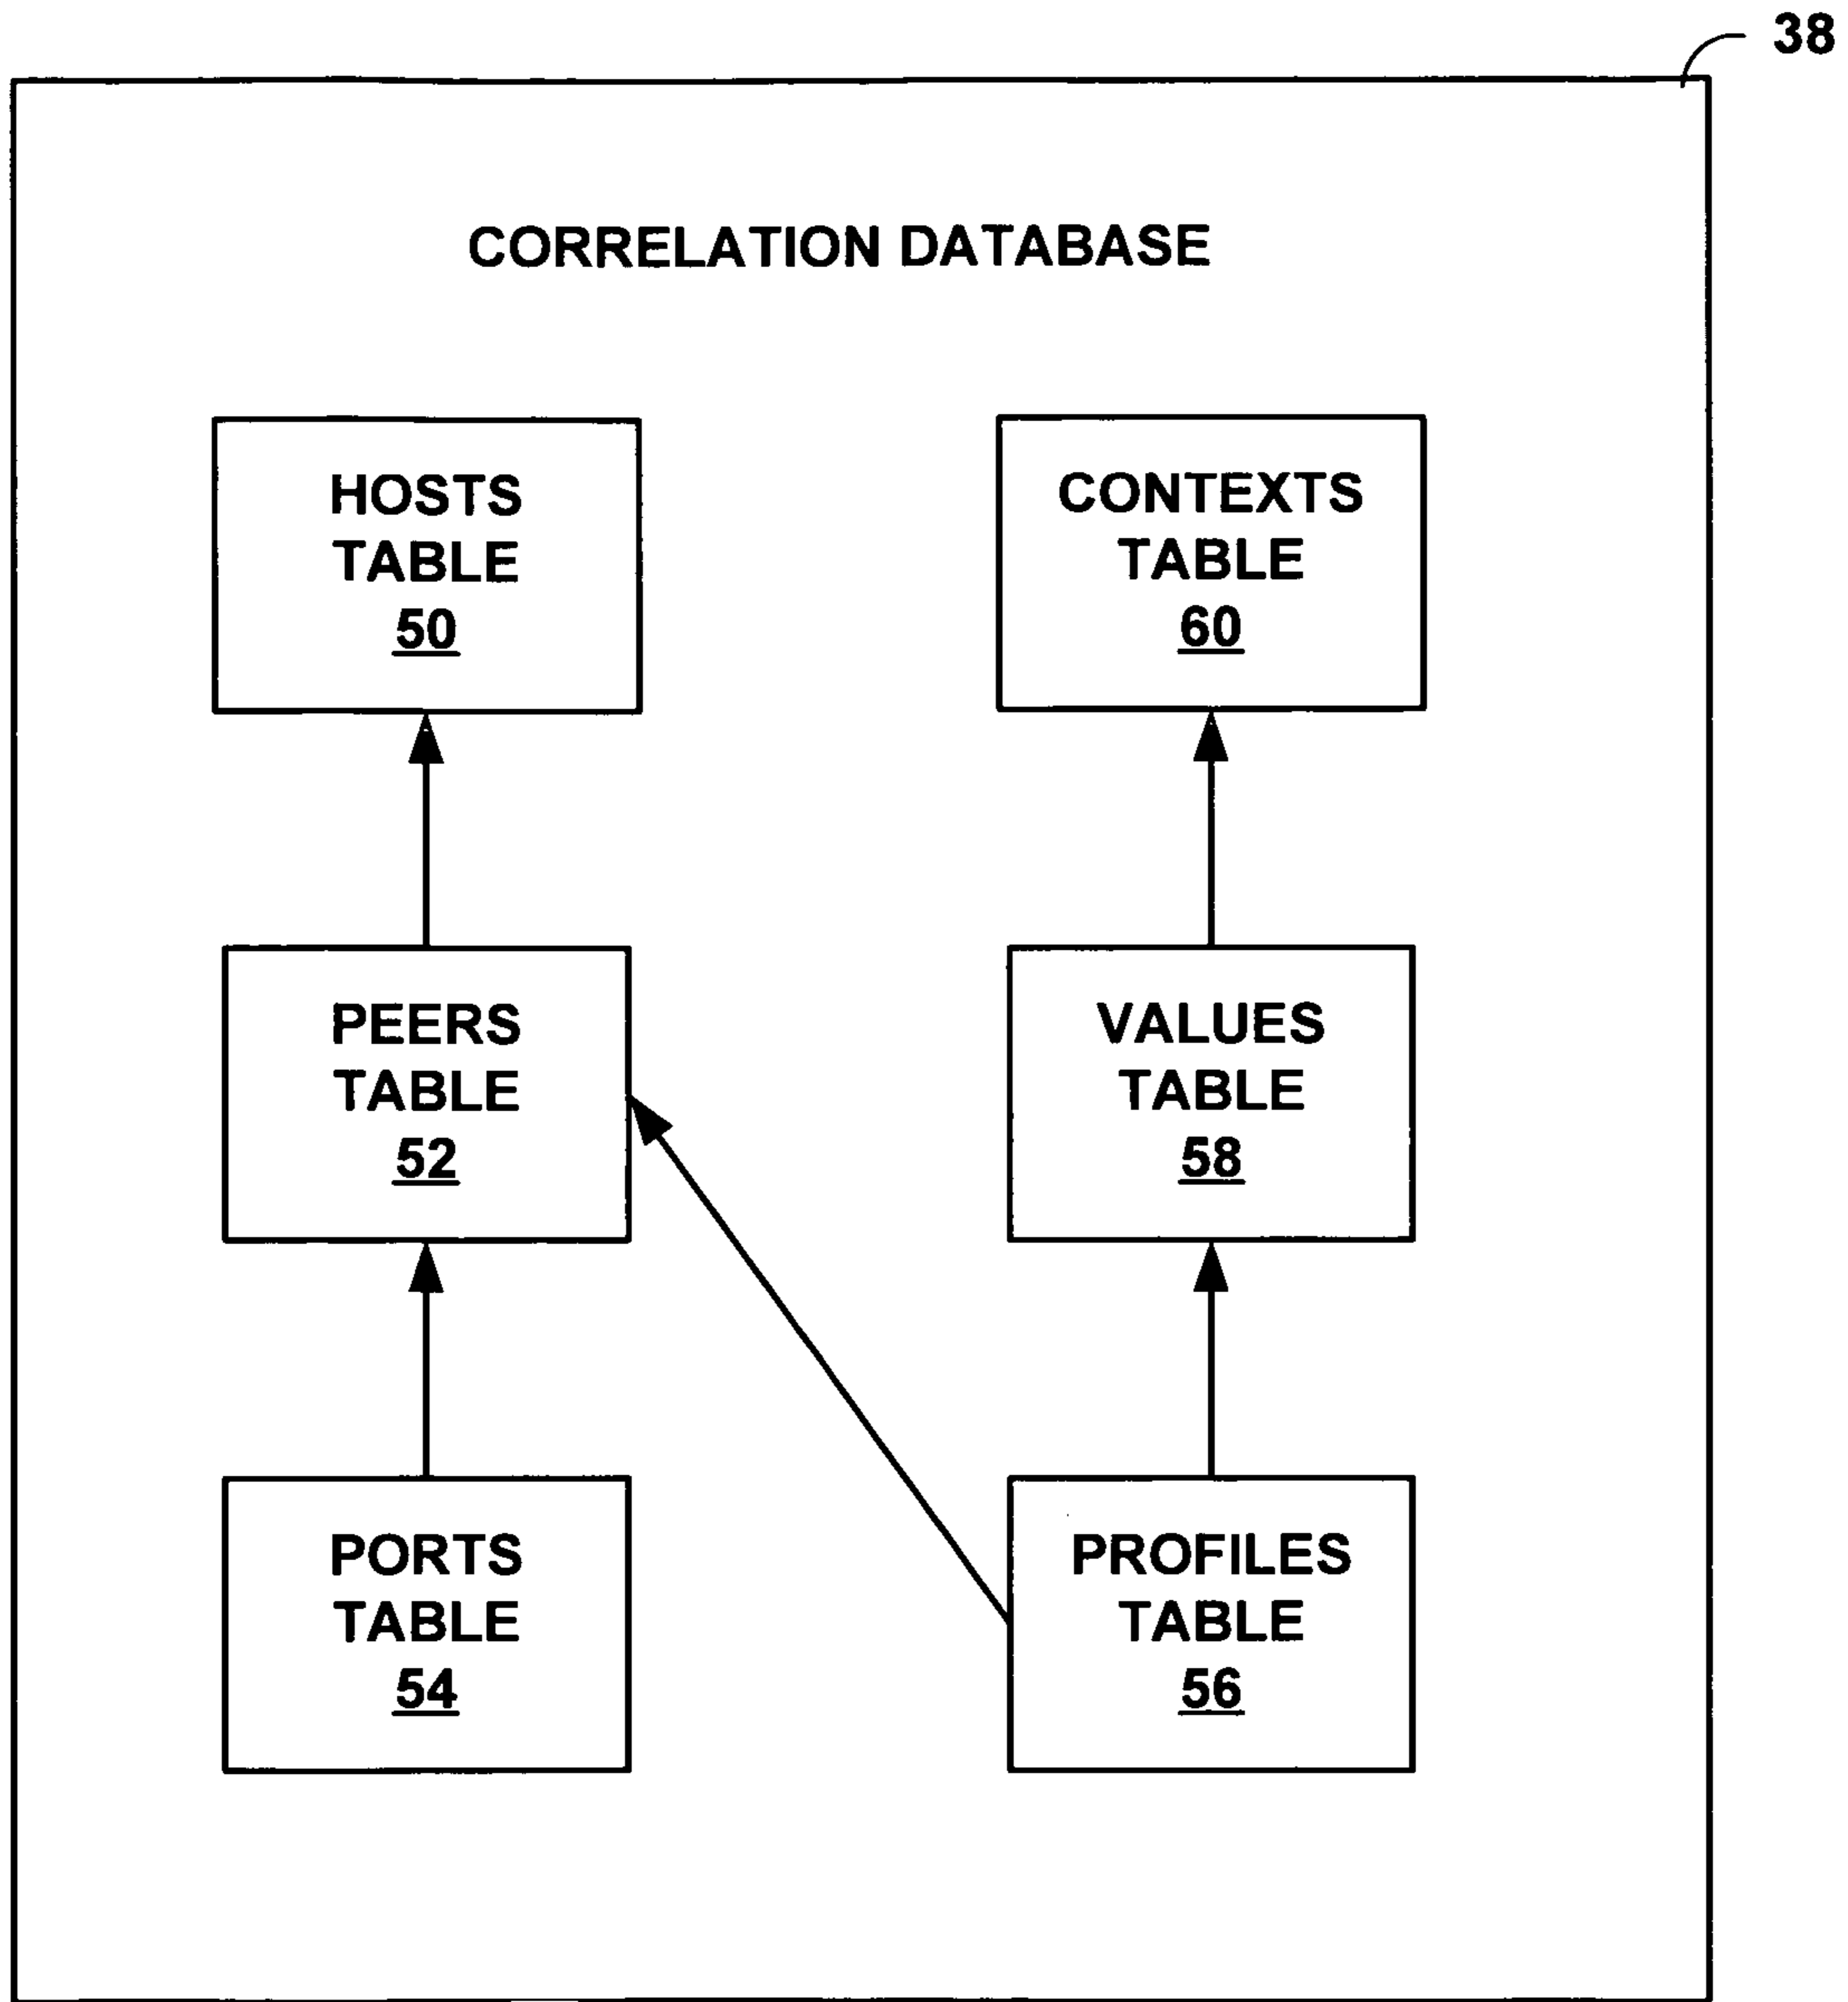 38
CORRELATION DATABASE
HOSTS
TABLE
50
CONTEXTS
TABLE
60
PEERS
TABLE
52
VALUES
TABLE
58
PORTS
TABLE
54
PROFILES
TABLE
56